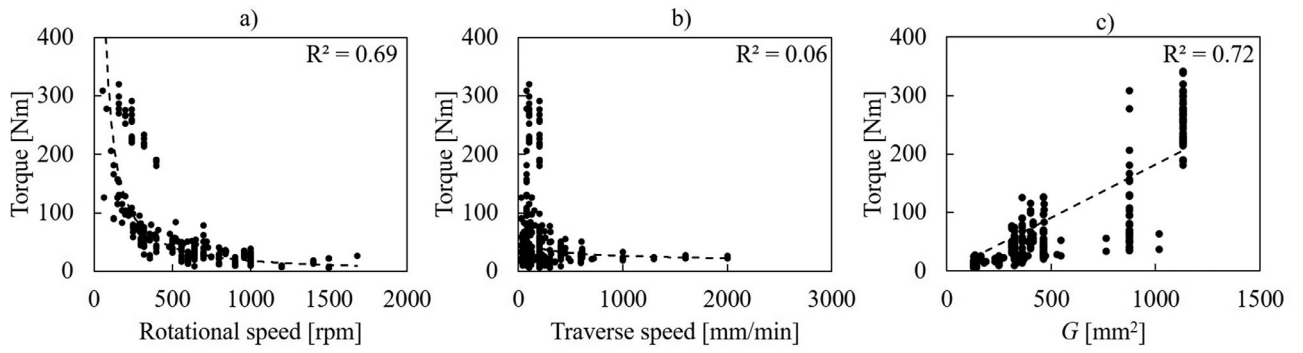 a)
R² = 0.69
Torque [Nm]
400
300
200
100
0
0 500 1000 1500 2000
Rotational speed [rpm]
b)
R² = 0.06
Torque [Nm]
400
300
200
100
0
0 1000 2000 3000
Traverse speed [mm/min]
c)
R² = 0.72
Torque [Nm]
400
300
200
100
0
0 500 1000 1500
G [mm²]